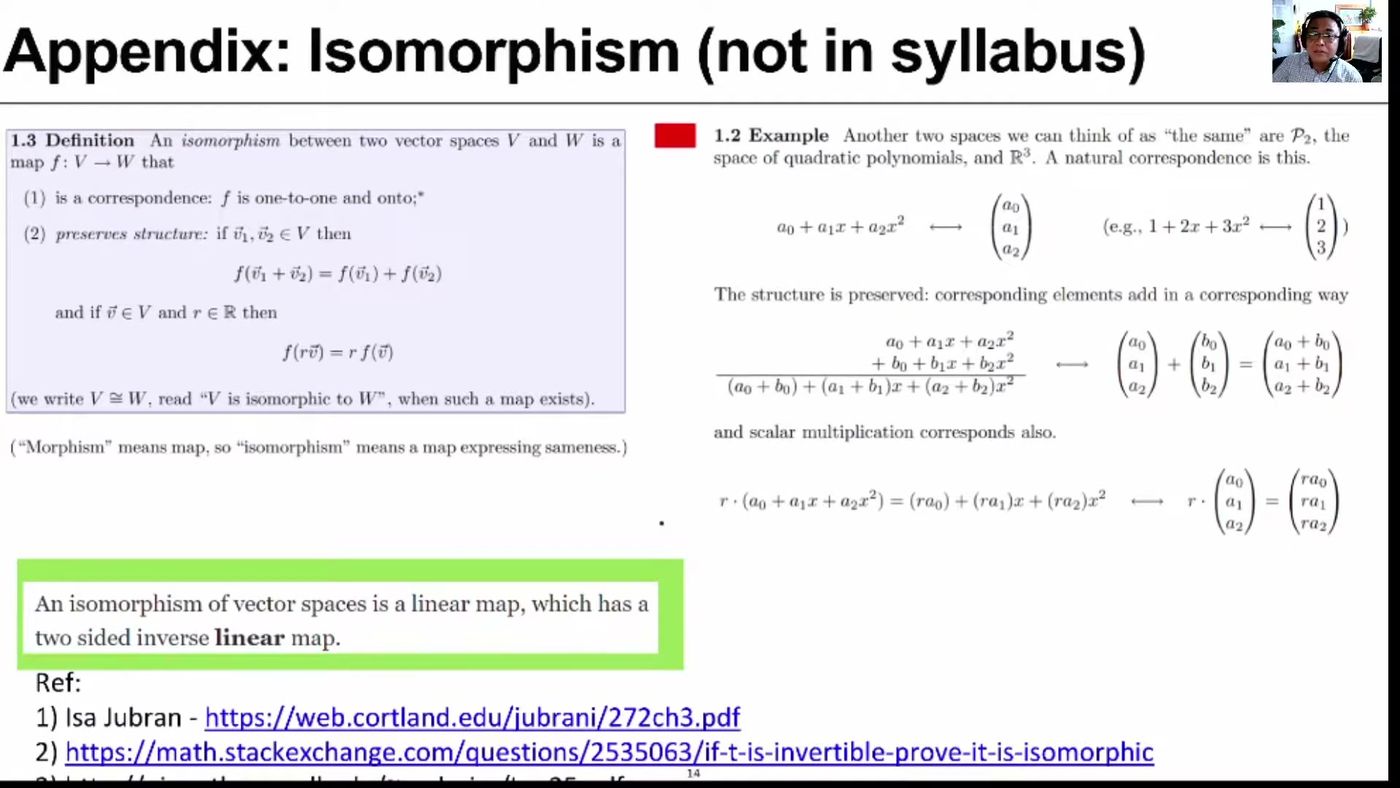 Appendix: Isomorphism (not in syllabus)
1.3 Definition An isomorphism between two vector spaces V and W is a
map f: V → W that
(1) is a correspondence: f is one-to-one and onto;*
(2) preserves structure: if v⃗₁, v⃗₂ ∈ V then
f(v⃗₁ + v⃗₂) = f(v⃗₁) + f(v⃗₂)
and if v⃗ ∈ V and r ∈ ℝ then
f(rv⃗) = r f(v⃗)
(we write V ≅ W, read “V is isomorphic to W”, when such a map exists).
(“Morphism” means map, so “isomorphism” means a map expressing sameness.)
An isomorphism of vector spaces is a linear map, which has a
two sided inverse linear map.
Ref:
1) Isa Jubran - https://web.cortland.edu/jubrani/272ch3.pdf
2) https://math.stackexchange.com/questions/2535063/if-t-is-invertible-prove-it-is-isomorphic
1.2 Example Another two spaces we can think of as “the same” are 𝒫₂, the
space of quadratic polynomials, and ℝ³. A natural correspondence is this.
a₀ + a₁x + a₂x² ⟷ (a₀ a₁ a₂) (e.g., 1 + 2x + 3x² ⟷ (1 2 3))
The structure is preserved: corresponding elements add in a corresponding way
a₀ + a₁x + a₂x²
+ b₀ + b₁x + b₂x²
(a₀ + b₀) + (a₁ + b₁)x + (a₂ + b₂)x² ⟷ (a₀ a₁ a₂) + (b₀ b₁ b₂) = (a₀ + b₀ a₁ + b₁ a₂ + b₂)
and scalar multiplication corresponds also.
r · (a₀ + a₁x + a₂x²) = (ra₀) + (ra₁)x + (ra₂)x² ⟷ r · (a₀ a₁ a₂) = (ra₀ ra₁ ra₂)
14